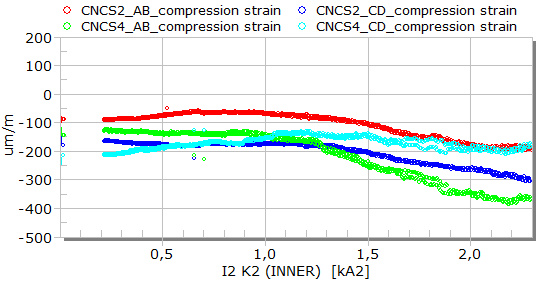 CNCS2_AB_compression strain CNCS2_CD_compression strain
CNCS4_AB_compression strain CNCS4_CD_compression strain
200
100
0
-100
-200
-300
-400
-500
um/m
0,5 1,0 1,5 2,0
I2 K2 (INNER) [kA2]